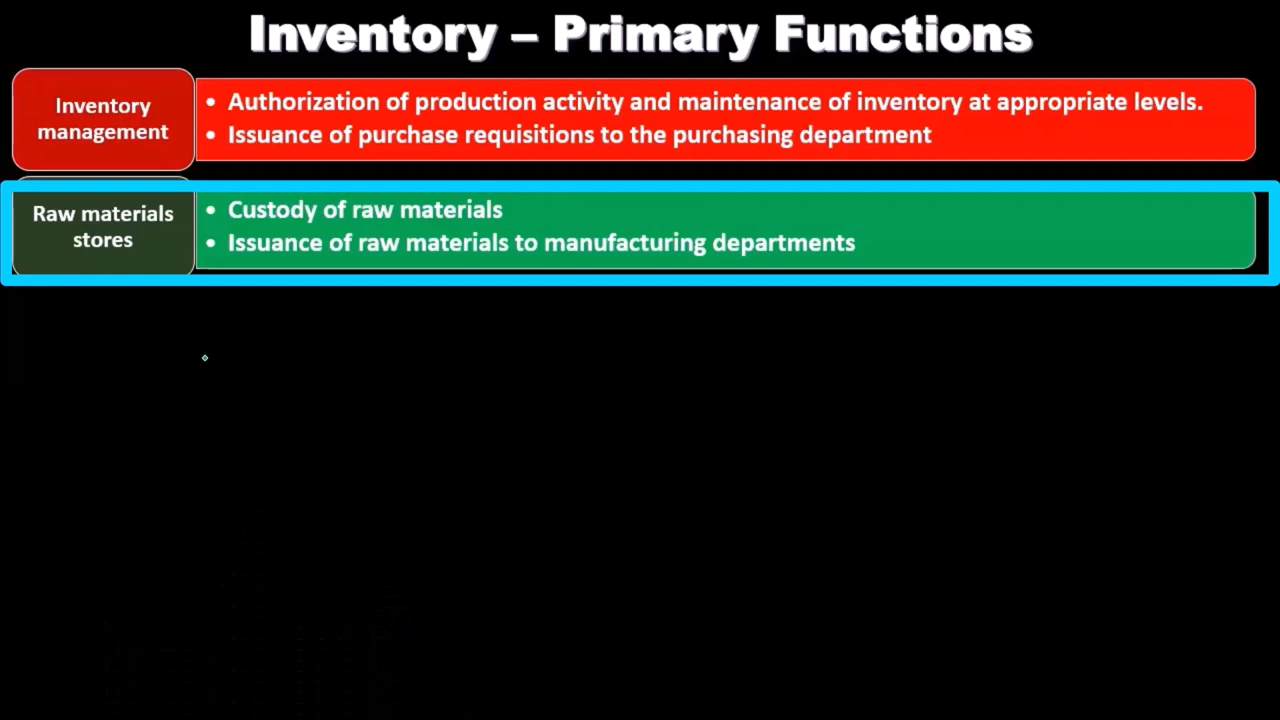 Inventory – Primary Functions
Inventory
management
• Authorization of production activity and maintenance of inventory at appropriate levels.
• Issuance of purchase requisitions to the purchasing department
Raw materials
stores
• Custody of raw materials
• Issuance of raw materials to manufacturing departments